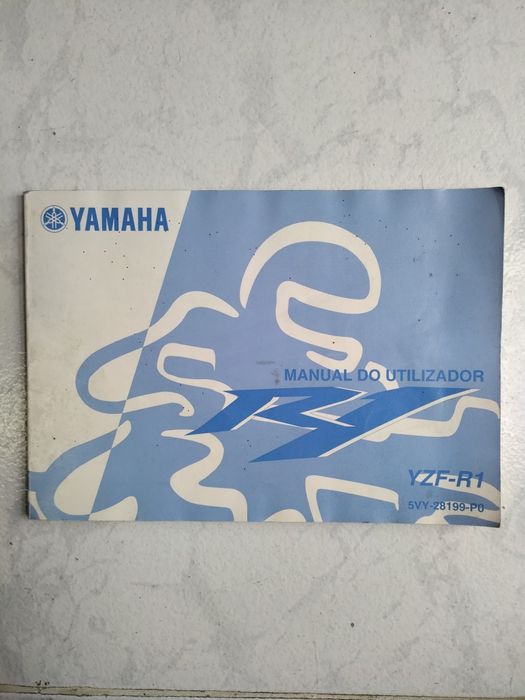 YAMAHA
MANUAL DO UTILIZADOR
R1
YZF-R1
5VY-28199-P0